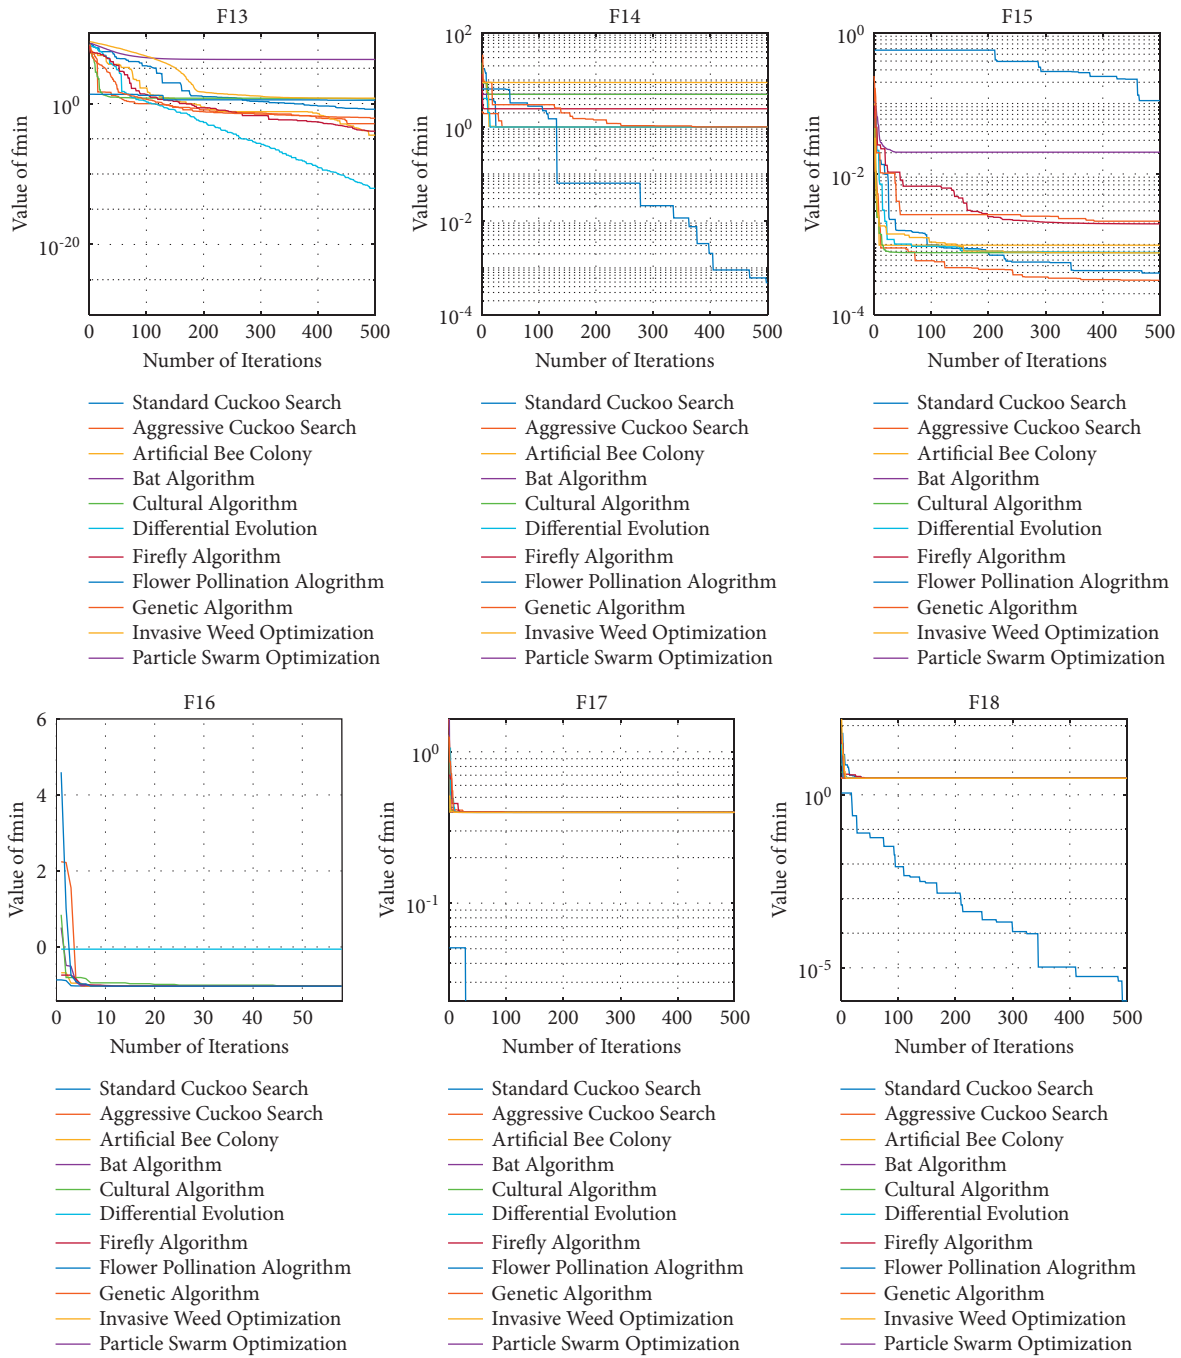 F13
10^0
10^-20
Value of fmin
0 100 200 300 400 500
Number of Iterations
Standard Cuckoo Search
Aggressive Cuckoo Search
Artificial Bee Colony
Bat Algorithm
Cultural Algorithm
Differential Evolution
Firefly Algorithm
Flower Pollination Alogrithm
Genetic Algorithm
Invasive Weed Optimization
Particle Swarm Optimization
F14
10^2
10^0
10^-2
10^-4
Value of fmin
0 100 200 300 400 500
Number of Iterations
Standard Cuckoo Search
Aggressive Cuckoo Search
Artificial Bee Colony
Bat Algorithm
Cultural Algorithm
Differential Evolution
Firefly Algorithm
Flower Pollination Alogrithm
Genetic Algorithm
Invasive Weed Optimization
Particle Swarm Optimization
F15
10^0
10^-2
10^-4
Value of fmin
0 100 200 300 400 500
Number of Iterations
Standard Cuckoo Search
Aggressive Cuckoo Search
Artificial Bee Colony
Bat Algorithm
Cultural Algorithm
Differential Evolution
Firefly Algorithm
Flower Pollination Alogrithm
Genetic Algorithm
Invasive Weed Optimization
Particle Swarm Optimization
F16
6
4
2
0
Value of fmin
0 10 20 30 40 50
Number of Iterations
Standard Cuckoo Search
Aggressive Cuckoo Search
Artificial Bee Colony
Bat Algorithm
Cultural Algorithm
Differential Evolution
Firefly Algorithm
Flower Pollination Alogrithm
Genetic Algorithm
Invasive Weed Optimization
Particle Swarm Optimization
F17
10^0
10^-1
Value of fmin
0 100 200 300 400 500
Number of Iterations
Standard Cuckoo Search
Aggressive Cuckoo Search
Artificial Bee Colony
Bat Algorithm
Cultural Algorithm
Differential Evolution
Firefly Algorithm
Flower Pollination Alogrithm
Genetic Algorithm
Invasive Weed Optimization
Particle Swarm Optimization
F18
10^0
10^-5
Value of fmin
0 100 200 300 400 500
Number of Iterations
Standard Cuckoo Search
Aggressive Cuckoo Search
Artificial Bee Colony
Bat Algorithm
Cultural Algorithm
Differential Evolution
Firefly Algorithm
Flower Pollination Alogrithm
Genetic Algorithm
Invasive Weed Optimization
Particle Swarm Optimization